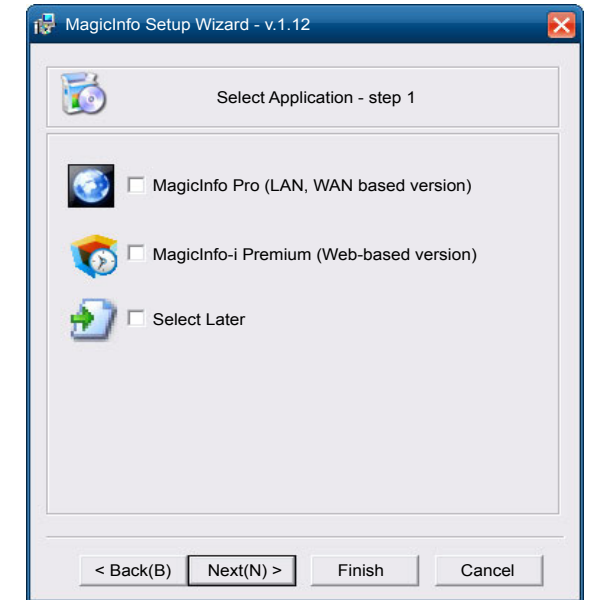 MagicInfo Setup Wizard - v.1.12
Select Application - step 1
MagicInfo Pro (LAN, WAN based version)
MagicInfo-i Premium (Web-based version)
Select Later
< Back(B) Next(N) > Finish Cancel